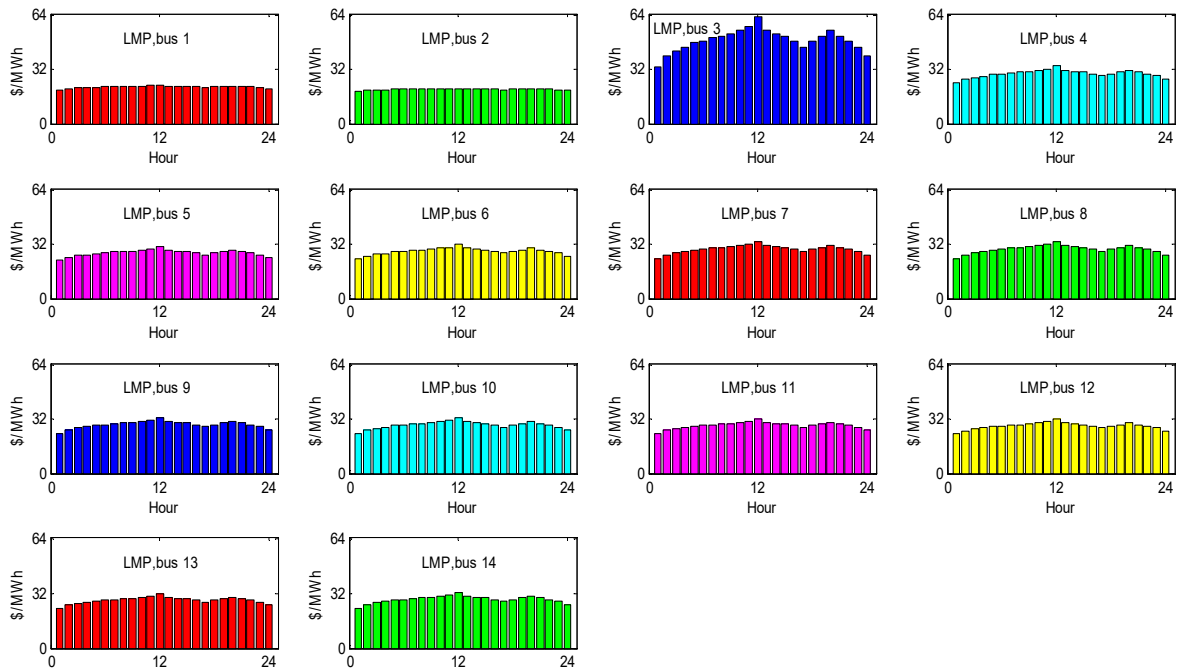 64
32
0
$/MWh
LMP,bus 1
0
12
24
Hour
64
32
0
$/MWh
LMP,bus 2
0
12
24
Hour
64
32
0
$/MWh
LMP,bus 3
0
12
24
Hour
64
32
0
$/MWh
LMP,bus 4
0
12
24
Hour
64
32
0
$/MWh
LMP,bus 5
0
12
24
Hour
64
32
0
$/MWh
LMP,bus 6
0
12
24
Hour
64
32
0
$/MWh
LMP,bus 7
0
12
24
Hour
64
32
0
$/MWh
LMP,bus 8
0
12
24
Hour
64
32
0
$/MWh
LMP,bus 9
0
12
24
Hour
64
32
0
$/MWh
LMP,bus 10
0
12
24
Hour
64
32
0
$/MWh
LMP,bus 11
0
12
24
Hour
64
32
0
$/MWh
LMP,bus 12
0
12
24
Hour
64
32
0
$/MWh
LMP,bus 13
0
12
24
Hour
64
32
0
$/MWh
LMP,bus 14
0
12
24
Hour